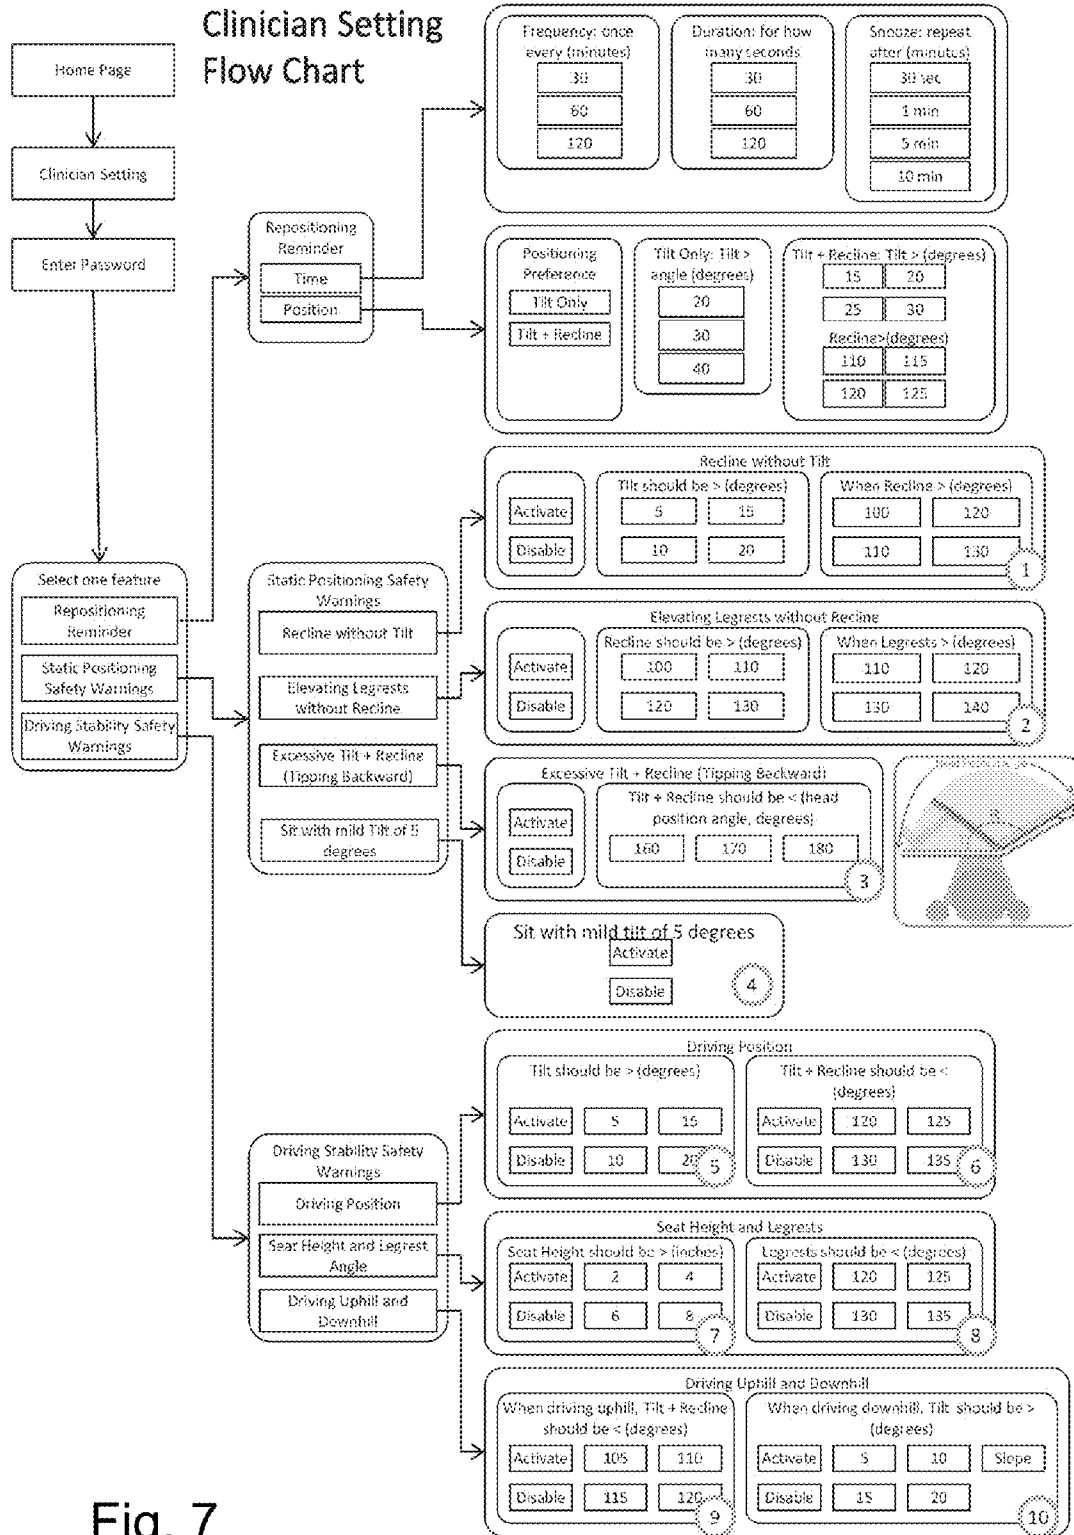 Clinician Setting
Flow Chart
Home Page
Clinician Setting
Enter Password
Select one feature
Repositioning
Reminder
Static Positioning
Safety Warnings
Driving Stability Safety
Warnings
Repositioning
Reminder
Time
Position
Frequency: once
every (minutes)
30
60
120
Duration: for how
many seconds
30
60
120
Snooze: repeat
after (minutes)
30 sec
1 min
5 min
10 min
Positioning
Preference
Tilt Only
Tilt + Recline
Tilt Only: Tilt >
angle (degrees)
20
30
40
Tilt + Recline: Tilt > (degrees)
15 20
25 30
Recline>(degrees)
110 115
120 125
Static Positioning Safety
Warnings
Recline without Tilt
Elevating Legrests
without Recline
Excessive Tilt + Recline
(Tipping Backward)
Sit with mild Tilt of 5
degrees
Recline without Tilt
Activate
Disable
Tilt should be > (degrees)
5 15
10 20
When Recline > (degrees)
100 120
110 130
1
Elevating Legrests without Recline
Activate
Disable
Recline should be > (degrees)
100 110
120 130
When Legrests > (degrees)
110 120
130 140
2
Excessive Tilt + Recline (Tipping Backward)
Activate
Disable
Tilt + Recline should be < (head
position angle, degrees)
160 170 180
3
Sit with mild tilt of 5 degrees
Activate
Disable
4
Driving Stability Safety
Warnings
Driving Position
Seat Height and Legrest
Angle
Driving Uphill and
Downhill
Driving Position
Tilt should be > (degrees)
Activate 5 15
Disable 10 20
5
Tilt + Recline should be <
(degrees)
Activate 120 125
Disable 130 135
6
Seat Height and Legrests
Seat Height should be > (inches)
Activate 2 4
Disable 6 8
7
Legrests should be < (degrees)
Activate 120 125
Disable 130 135
8
Driving Uphill and Downhill
When driving uphill, Tilt + Recline
should be < (degrees)
Activate 105 110
Disable 115 120
9
When driving downhill, Tilt should be >
(degrees)
Activate 5 10 Slope
Disable 15 20
10
Fig. 7